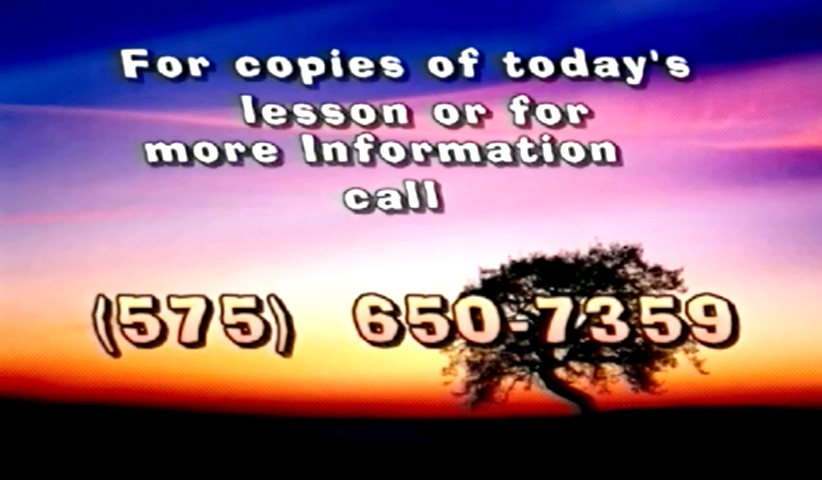 For copies of today's
lesson or for
more Information
call
(575) 650-7359